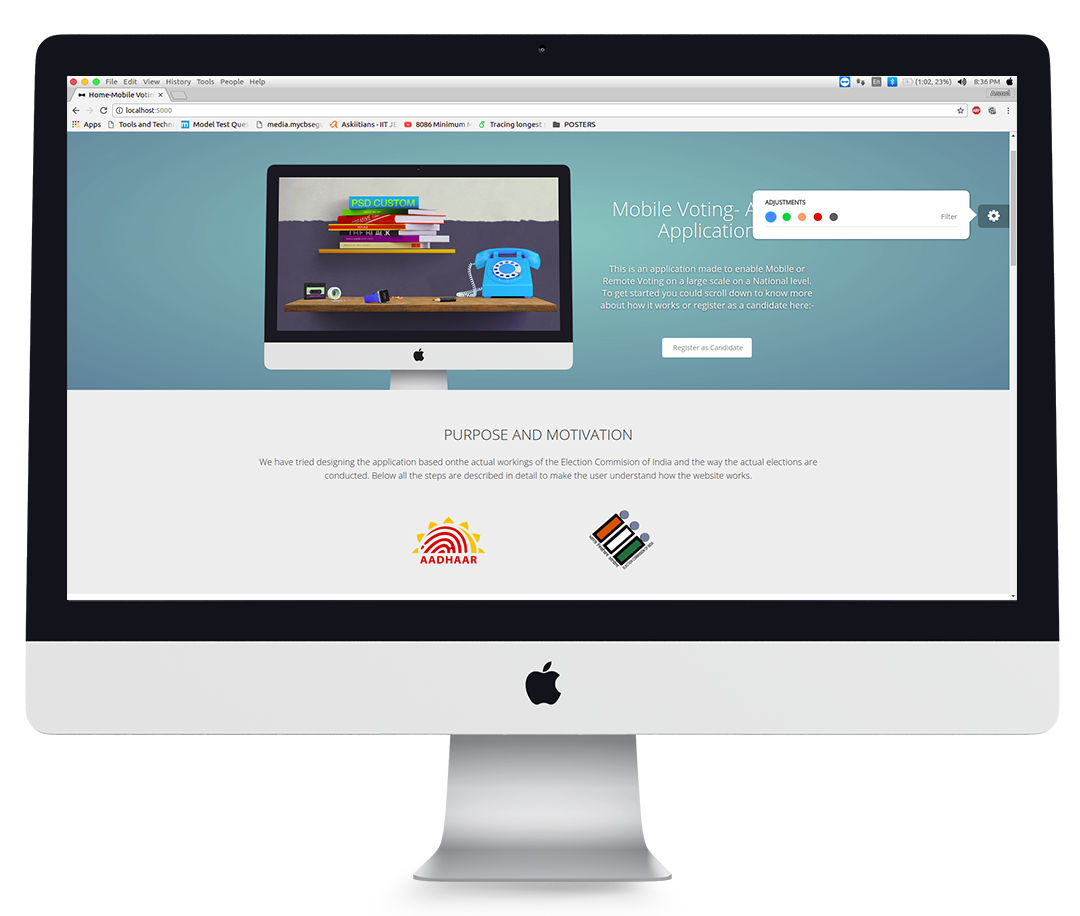 File Edit View History Tools People Help
En (1:02, 23%) 8:36 PM
Home-Mobile Votin
localhost:5000
Apps Tools and Techni Model Test Ques media.mycbsegu Askiitians - IIT JE 8086 Minimum M Tracing longest POSTERS
PSD CUSTOM
THE BLACK
Mobile Voting- A
Application
ADJUSTMENTS
Filter
This is an application made to enable Mobile or
Remote Voting on a large scale on a National level.
To get started you could scroll down to know more
about how it works or register as a candidate here:-
Register as Candidate
PURPOSE AND MOTIVATION
We have tried designing the application based onthe actual workings of the Election Commision of India and the way the actual elections are
conducted. Below all the steps are described in detail to make the user understand how the website works.
AADHAAR